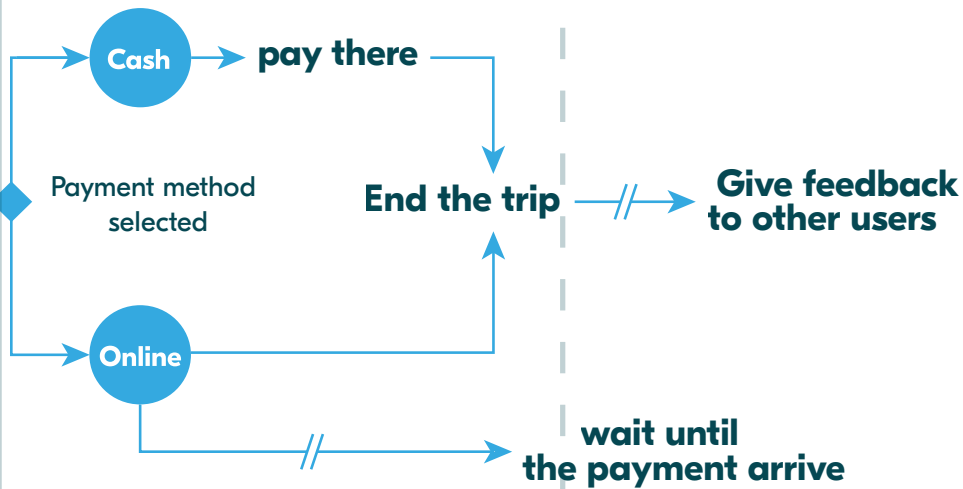 Cash
pay there
Payment method
selected
End the trip
Give feedback
to other users
Online
wait until
the payment arrive